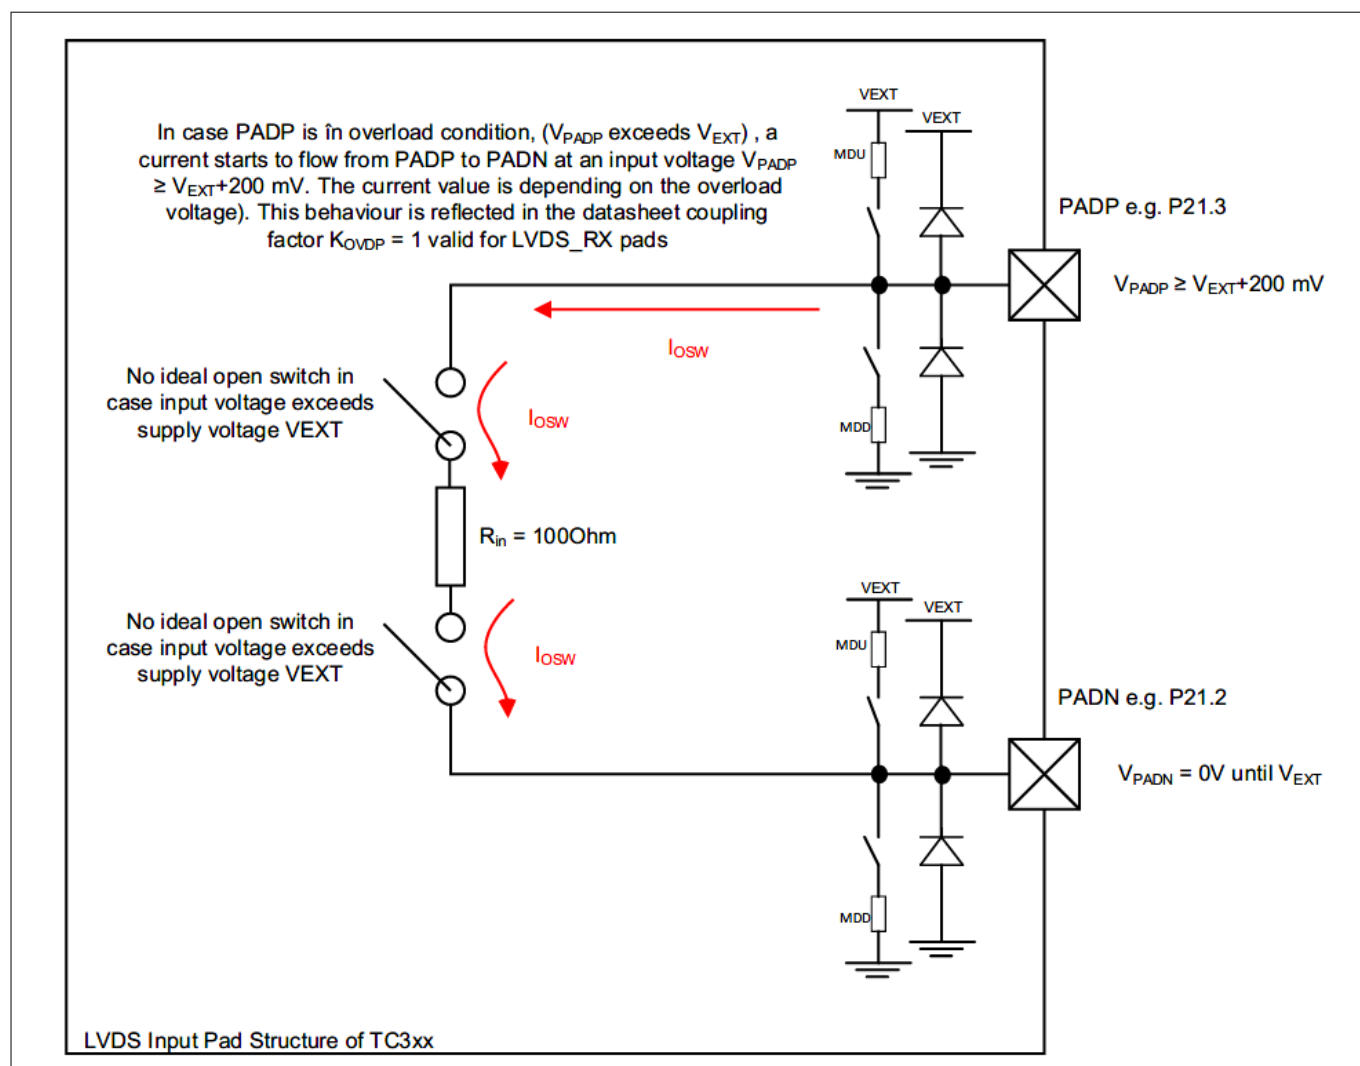 VEXT
VEXT
In case PADP is în overload condition, (VPADP exceeds VEXT) , a
current starts to flow from PADP to PADN at an input voltage VPADP
≥ VEXT+200 mV. The current value is depending on the overload
voltage). This behaviour is reflected in the datasheet coupling
factor KOVDP = 1 valid for LVDS_RX pads
MDU
PADP e.g. P21.3
VPADP ≥ VEXT+200 mV
IOSW
No ideal open switch in
case input voltage exceeds
supply voltage VEXT
IOSW
MDD
Rin = 100Ohm
VEXT
VEXT
No ideal open switch in
case input voltage exceeds
supply voltage VEXT
IOSW
MDU
PADN e.g. P21.2
VPADN = 0V until VEXT
MDD
LVDS Input Pad Structure of TC3xx